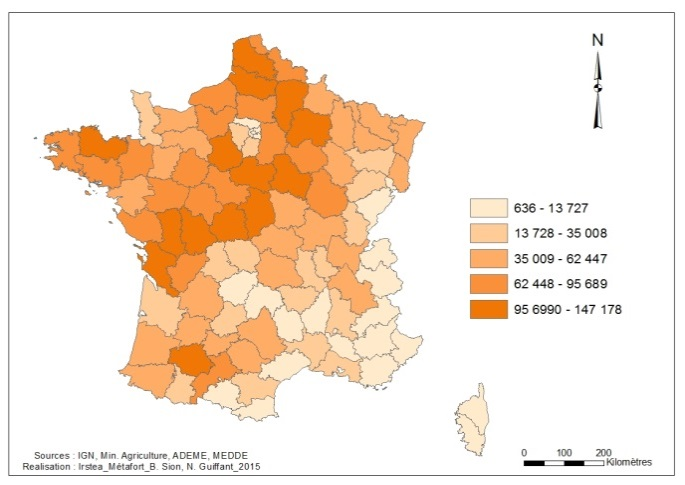 N
636 - 13 727
13 728 - 35 008
35 009 - 62 447
62 448 - 95 689
95 6990 - 147 178
Sources : IGN, Min. Agriculture, ADEME, MEDDE
Realisation : Irstea_Métafort_B. Sion, N. Guiffant_2015
0 100 200
Kilomètres